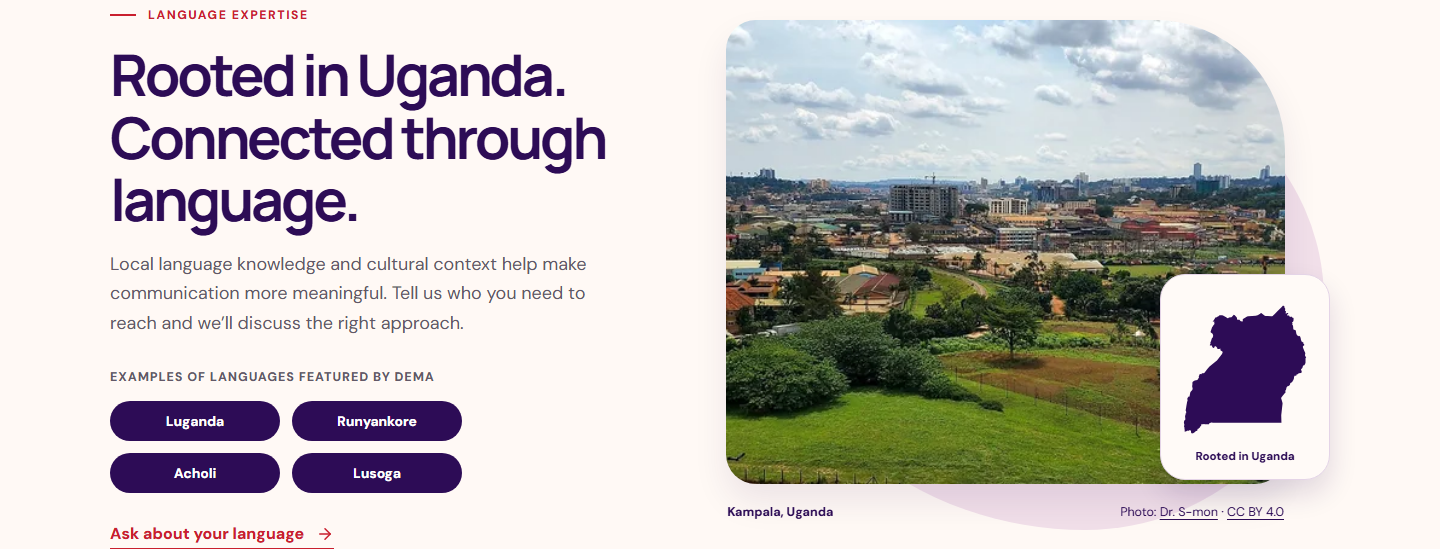 LANGUAGE EXPERTISE
Rooted in Uganda.
Connected through
language.
Local language knowledge and cultural context help make
communication more meaningful. Tell us who you need to
reach and we’ll discuss the right approach.
EXAMPLES OF LANGUAGES FEATURED BY DEMA
Luganda
Runyankore
Acholi
Lusoga
Ask about your language →
Rooted in Uganda
Kampala, Uganda
Photo: Dr. S-mon · CC BY 4.0